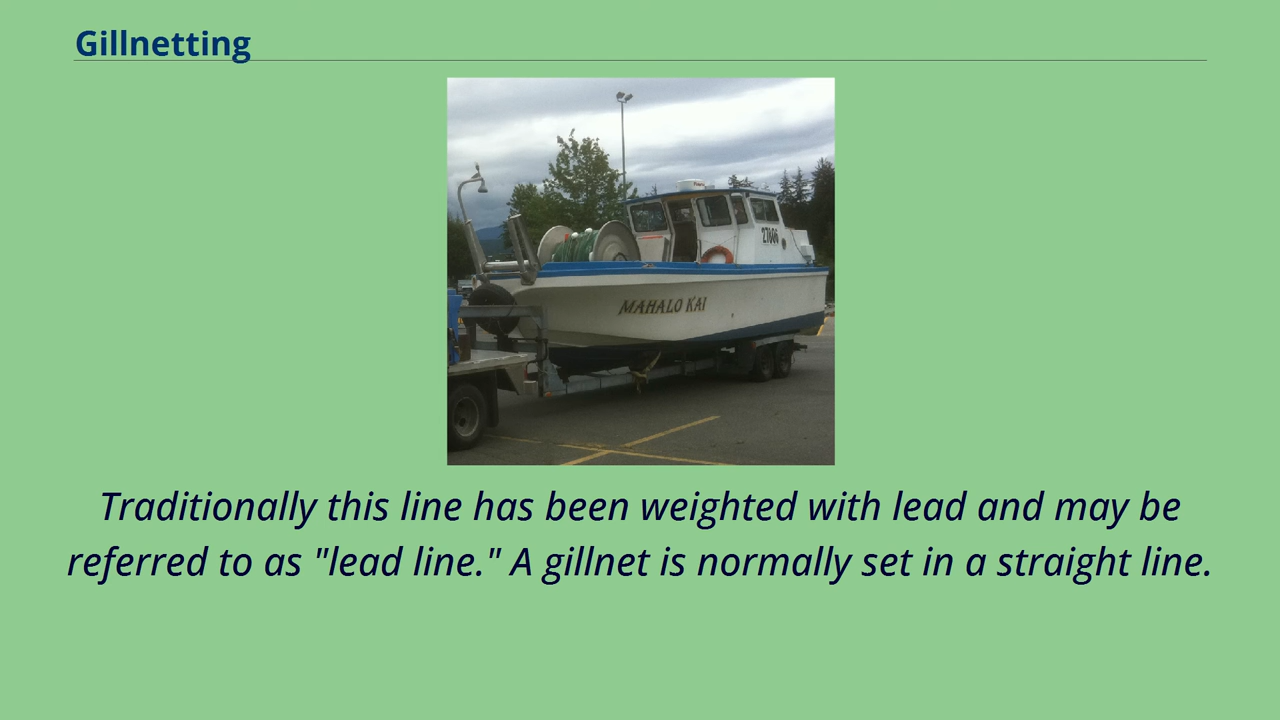 Gillnetting
27006
MAHALO KAI
Traditionally this line has been weighted with lead and may be
referred to as "lead line." A gillnet is normally set in a straight line.